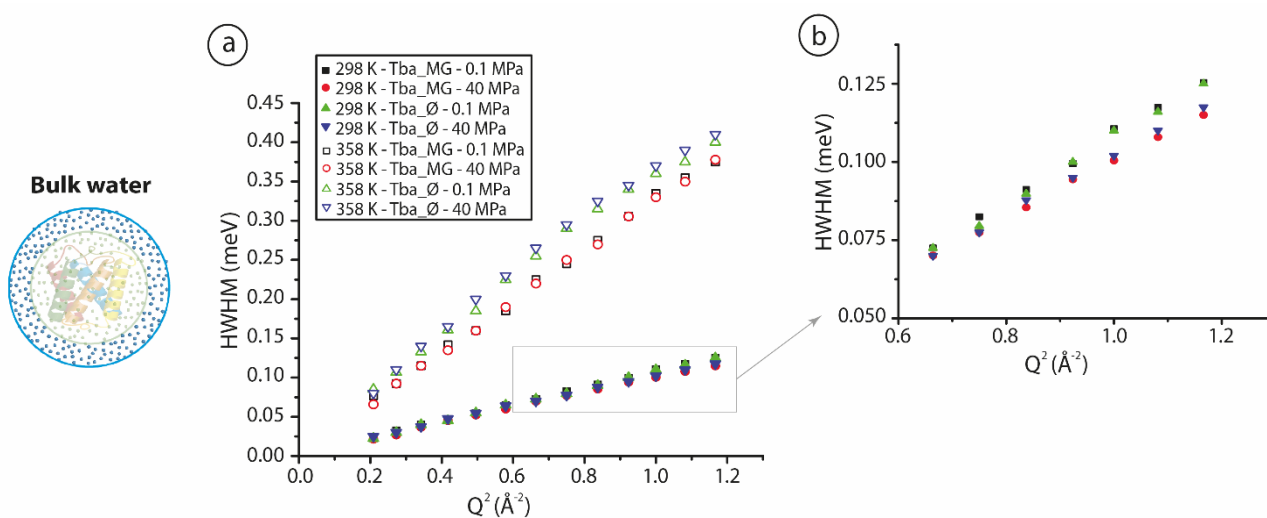 a
b
Bulk water
298 K - Tba_MG - 0.1 MPa
298 K - Tba_MG - 40 MPa
298 K - Tba_Ø - 0.1 MPa
298 K - Tba_Ø - 40 MPa
358 K - Tba_MG - 0.1 MPa
358 K - Tba_MG - 40 MPa
358 K - Tba_Ø - 0.1 MPa
358 K - Tba_Ø - 40 MPa
HWHM (meV)
0.45
0.40
0.35
0.30
0.25
0.20
0.15
0.10
0.05
0.00
0.0 0.2 0.4 0.6 0.8 1.0 1.2
Q² (Å⁻²)
HWHM (meV)
0.125
0.100
0.075
0.050
0.6 0.8 1.0 1.2
Q² (Å⁻²)